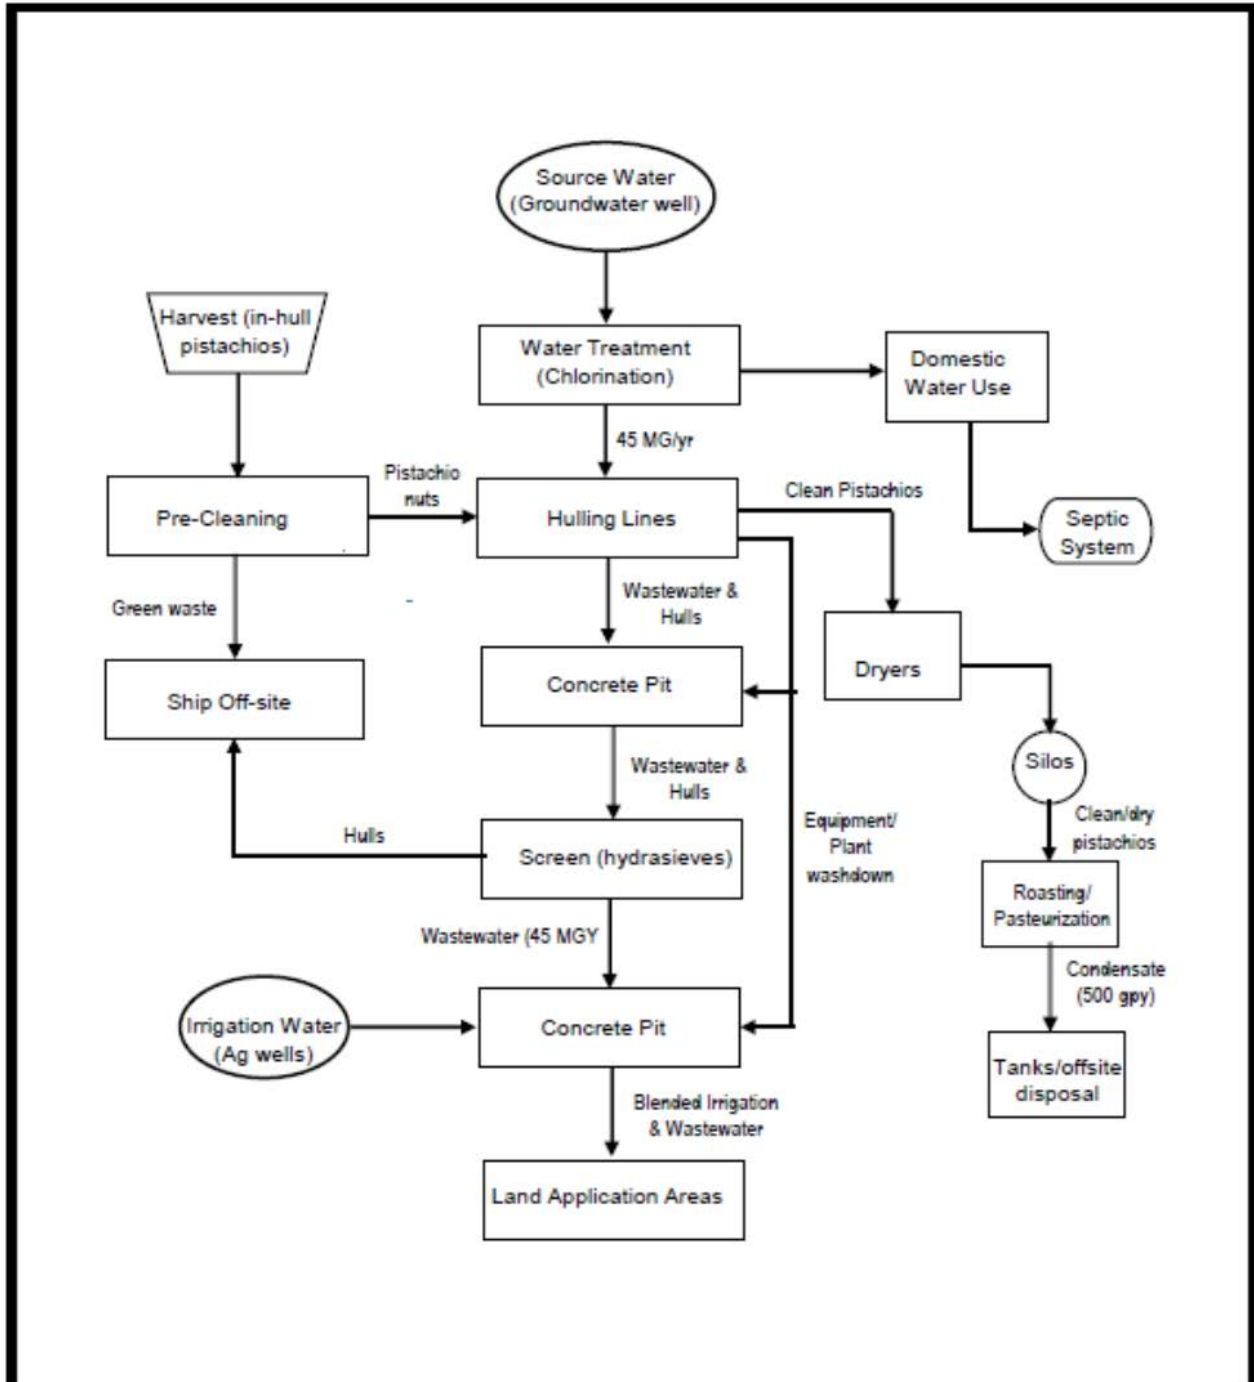 Source Water
(Groundwater well)
Harvest (in-hull
pistachios)
Water Treatment
(Chlorination)
Domestic
Water Use
45 MG/yr
Pistachio
nuts
Clean Pistachios
Pre-Cleaning
Hulling Lines
Septic
System
Green waste
Wastewater &
Hulls
Dryers
Ship Off-site
Concrete Pit
Silos
Wastewater &
Hulls
Clean/dry
pistachios
Equipment/
Plant
washdown
Hulls
Screen (hydrasieves)
Roasting/
Pasteurization
Wastewater (45 MGY
Condensate
(500 gpy)
Irrigation Water
(Ag wells)
Concrete Pit
Tanks/offsite
disposal
Blended Irrigation
& Wastewater
Land Application Areas